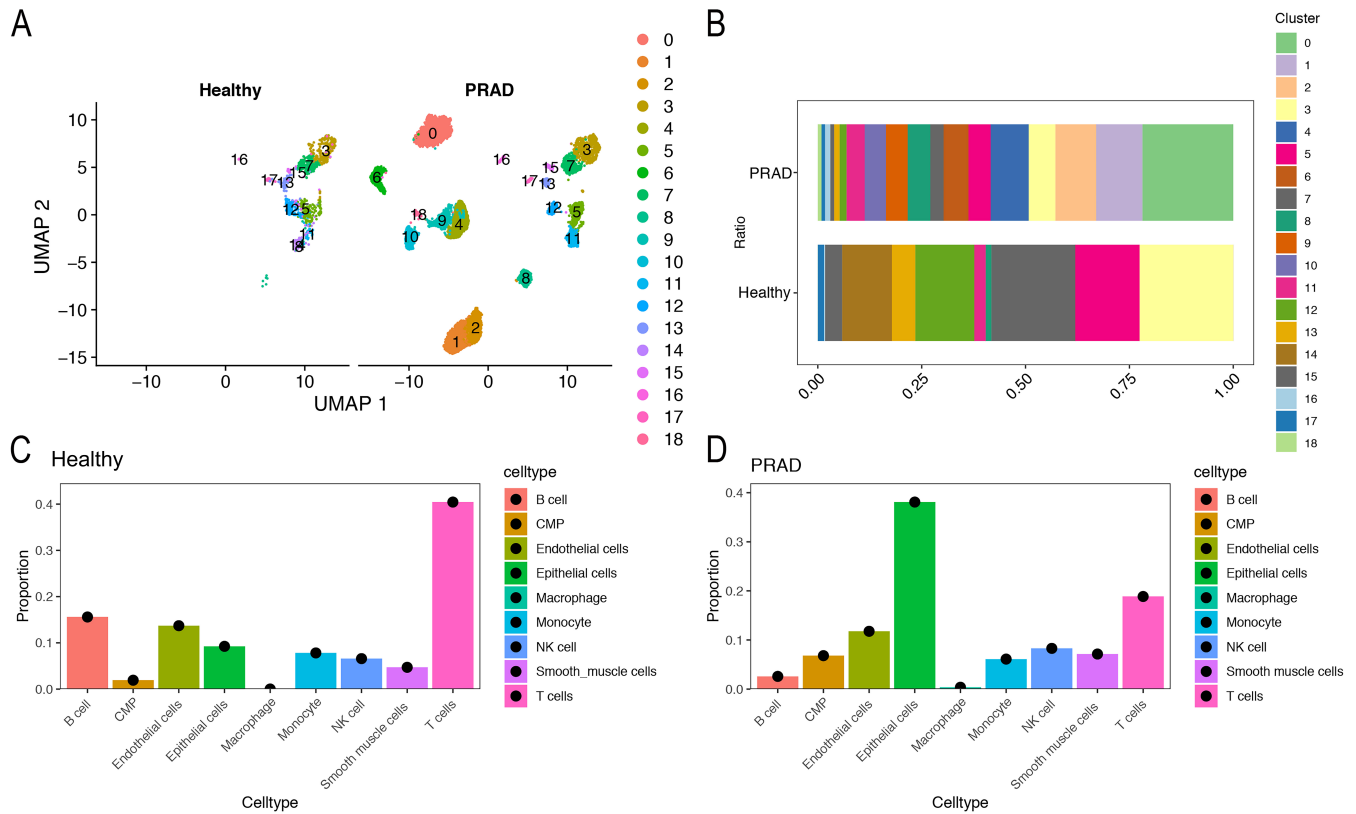 A
Healthy
PRAD
UMAP 2
10
5
0
−5
−10
−15
16
3
7
15
17
13
12
5
11
18
8
0
16
3
15
7
6
17
13
18
12
5
9
4
10
11
8
2
1
−10
0
10
−10
0
10
UMAP 1
0
1
2
3
4
5
6
7
8
9
10
11
12
13
14
15
16
17
18
B
Ratio
PRAD
Healthy
0.00
0.25
0.50
0.75
1.00
Cluster
0
1
2
3
4
5
6
7
8
9
10
11
12
13
14
15
16
17
18
C
Healthy
Proportion
0.4
0.3
0.2
0.1
0.0
B cell
CMP
Endothelial cells
Epithelial cells
Macrophage
Monocyte
NK cell
Smooth muscle cells
T cells
Celltype
celltype
B cell
CMP
Endothelial cells
Epithelial cells
Macrophage
Monocyte
NK cell
Smooth_muscle cells
T cells
D
PRAD
Proportion
0.4
0.3
0.2
0.1
0.0
B cell
CMP
Endothelial cells
Epithelial cells
Macrophage
Monocyte
NK cell
Smooth muscle cells
T cells
Celltype
celltype
B cell
CMP
Endothelial cells
Epithelial cells
Macrophage
Monocyte
NK cell
Smooth muscle cells
T cells